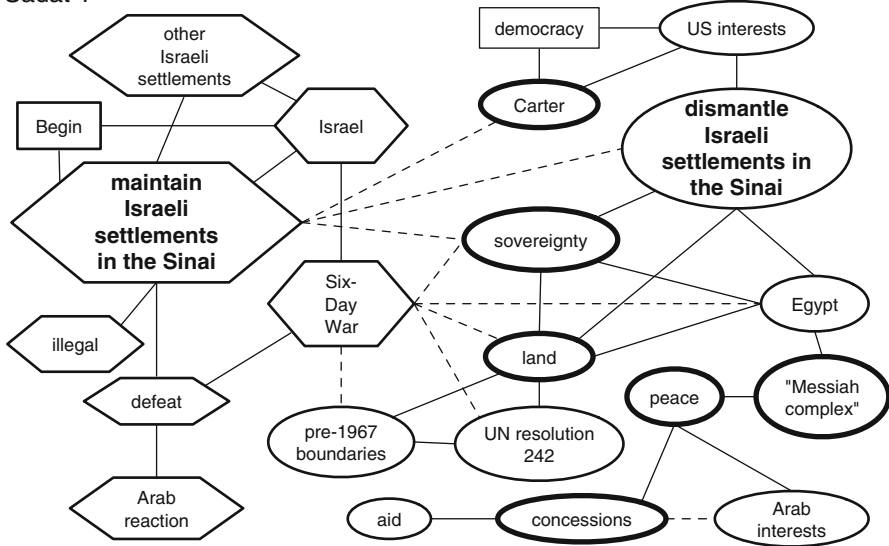 other
Israeli
settlements
democracy
US interests
Begin
Israel
Carter
dismantle
Israeli
settlements in
the Sinai
maintain
Israeli
settlements
in the Sinai
sovereignty
Six-
Day
War
Egypt
illegal
land
defeat
peace
"Messiah
complex"
pre-1967
boundaries
UN resolution
242
Arab
reaction
aid
concessions
Arab
interests